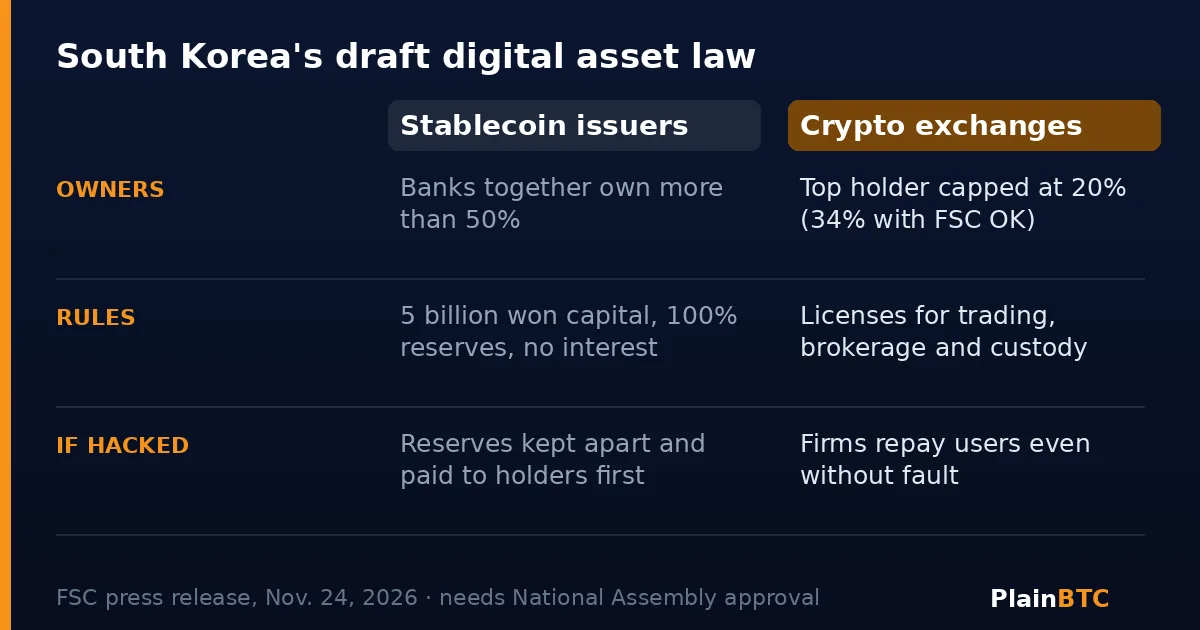 South Korea's draft digital asset law
Stablecoin issuers
Crypto exchanges
OWNERS
Banks together own more
than 50%
Top holder capped at 20%
(34% with FSC OK)
RULES
5 billion won capital, 100%
reserves, no interest
Licenses for trading,
brokerage and custody
IF HACKED
Reserves kept apart and
paid to holders first
Firms repay users even
without fault
FSC press release, Nov. 24, 2026 · needs National Assembly approval
PlainBTC